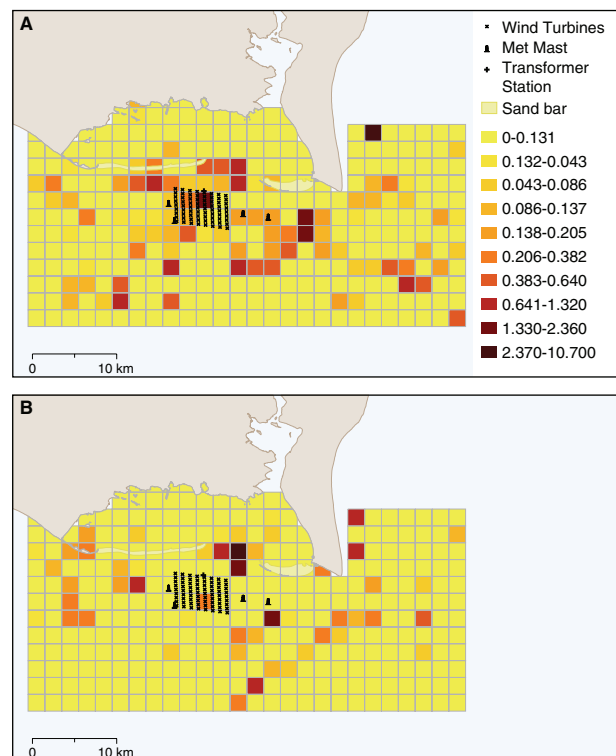 A
Wind Turbines
Met Mast
Transformer
Station
Sand bar
0-0.131
0.132-0.043
0.043-0.086
0.086-0.137
0.138-0.205
0.206-0.382
0.383-0.640
0.641-1.320
1.330-2.360
2.370-10.700
0 10 km
B
0 10 km